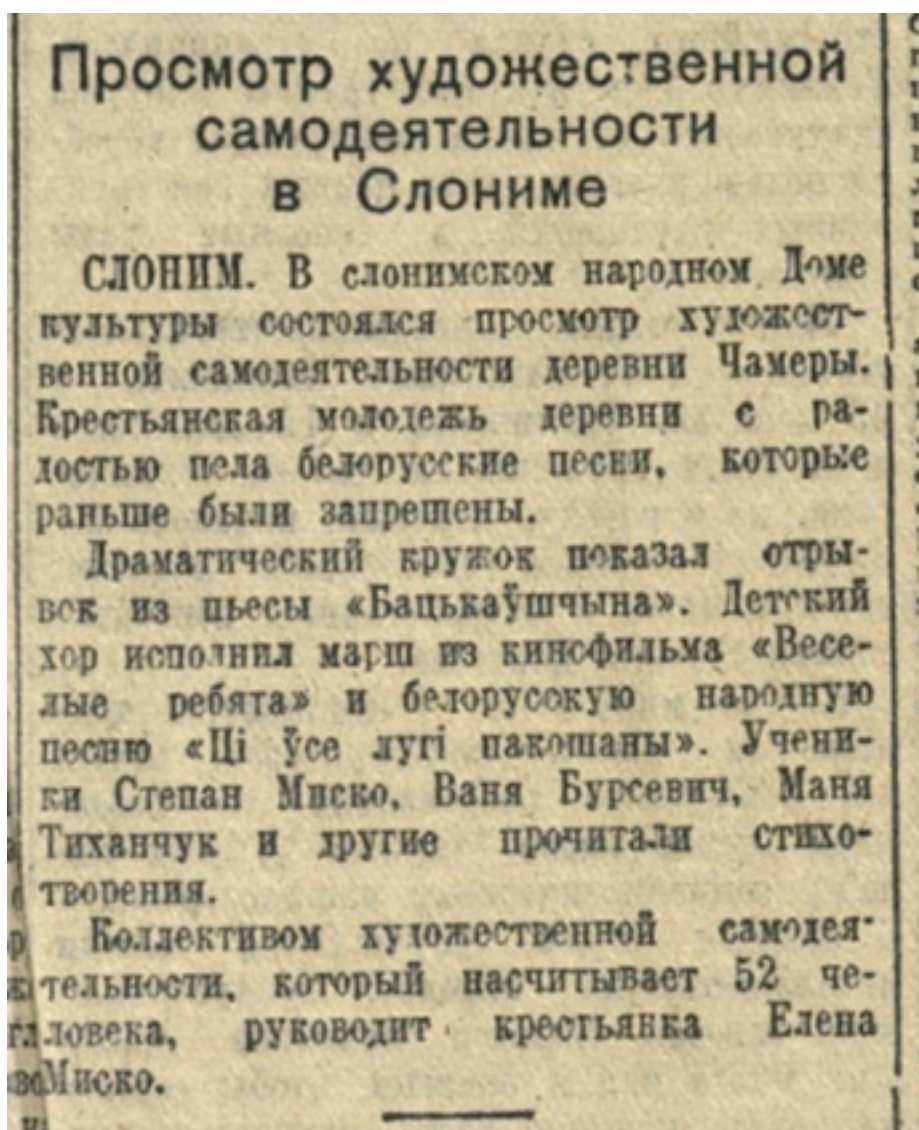 Просмотр художественной
самодеятельности
в Слониме
СЛОНИМ. В слонимском народном Доме
культуры состоялся просмотр художест-
венной самодеятельности деревни Чамеры.
Крестьянская молодежь деревни с ра-
достью пела белорусские песни, которые
раньше были запрещены.
Драматический кружок показал отры-
вок из пьесы «Бацькаўшчына». Детский
хор исполнил марш из кинофильма «Весе-
лые ребята» и белорусокую народную
песню «Ці ўсе лугі пакошаны». Учени-
ки Степан Миско, Ваня Бурсевич, Маня
Тиханчук и другие прочитали стихо-
творения.
Коллективом художественной самодея-
тельности, который насчитывает 52 че-
ловека, руководит крестьянка Елена
Миско.